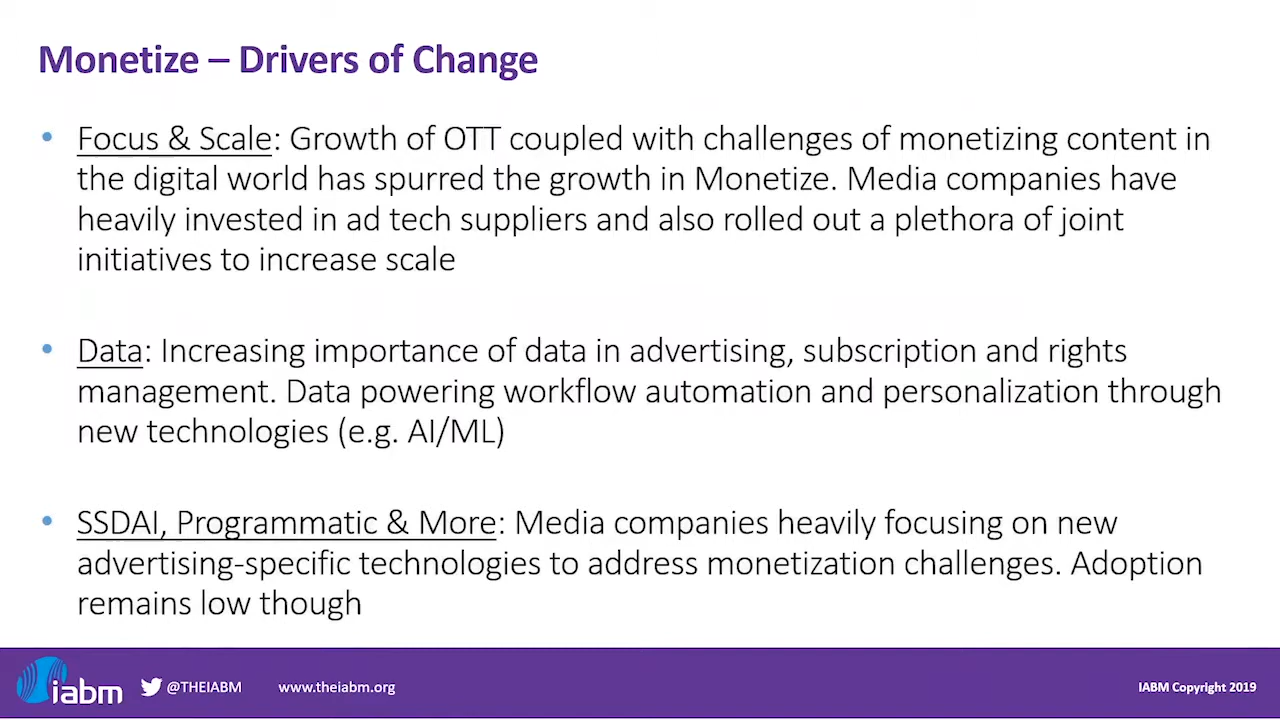 Monetize – Drivers of Change
• Focus & Scale: Growth of OTT coupled with challenges of monetizing content in
the digital world has spurred the growth in Monetize. Media companies have
heavily invested in ad tech suppliers and also rolled out a plethora of joint
initiatives to increase scale
• Data: Increasing importance of data in advertising, subscription and rights
management. Data powering workflow automation and personalization through
new technologies (e.g. AI/ML)
• SSDAI, Programmatic & More: Media companies heavily focusing on new
advertising-specific technologies to address monetization challenges. Adoption
remains low though
iabm @THEIABM www.theiabm.org IABM Copyright 2019